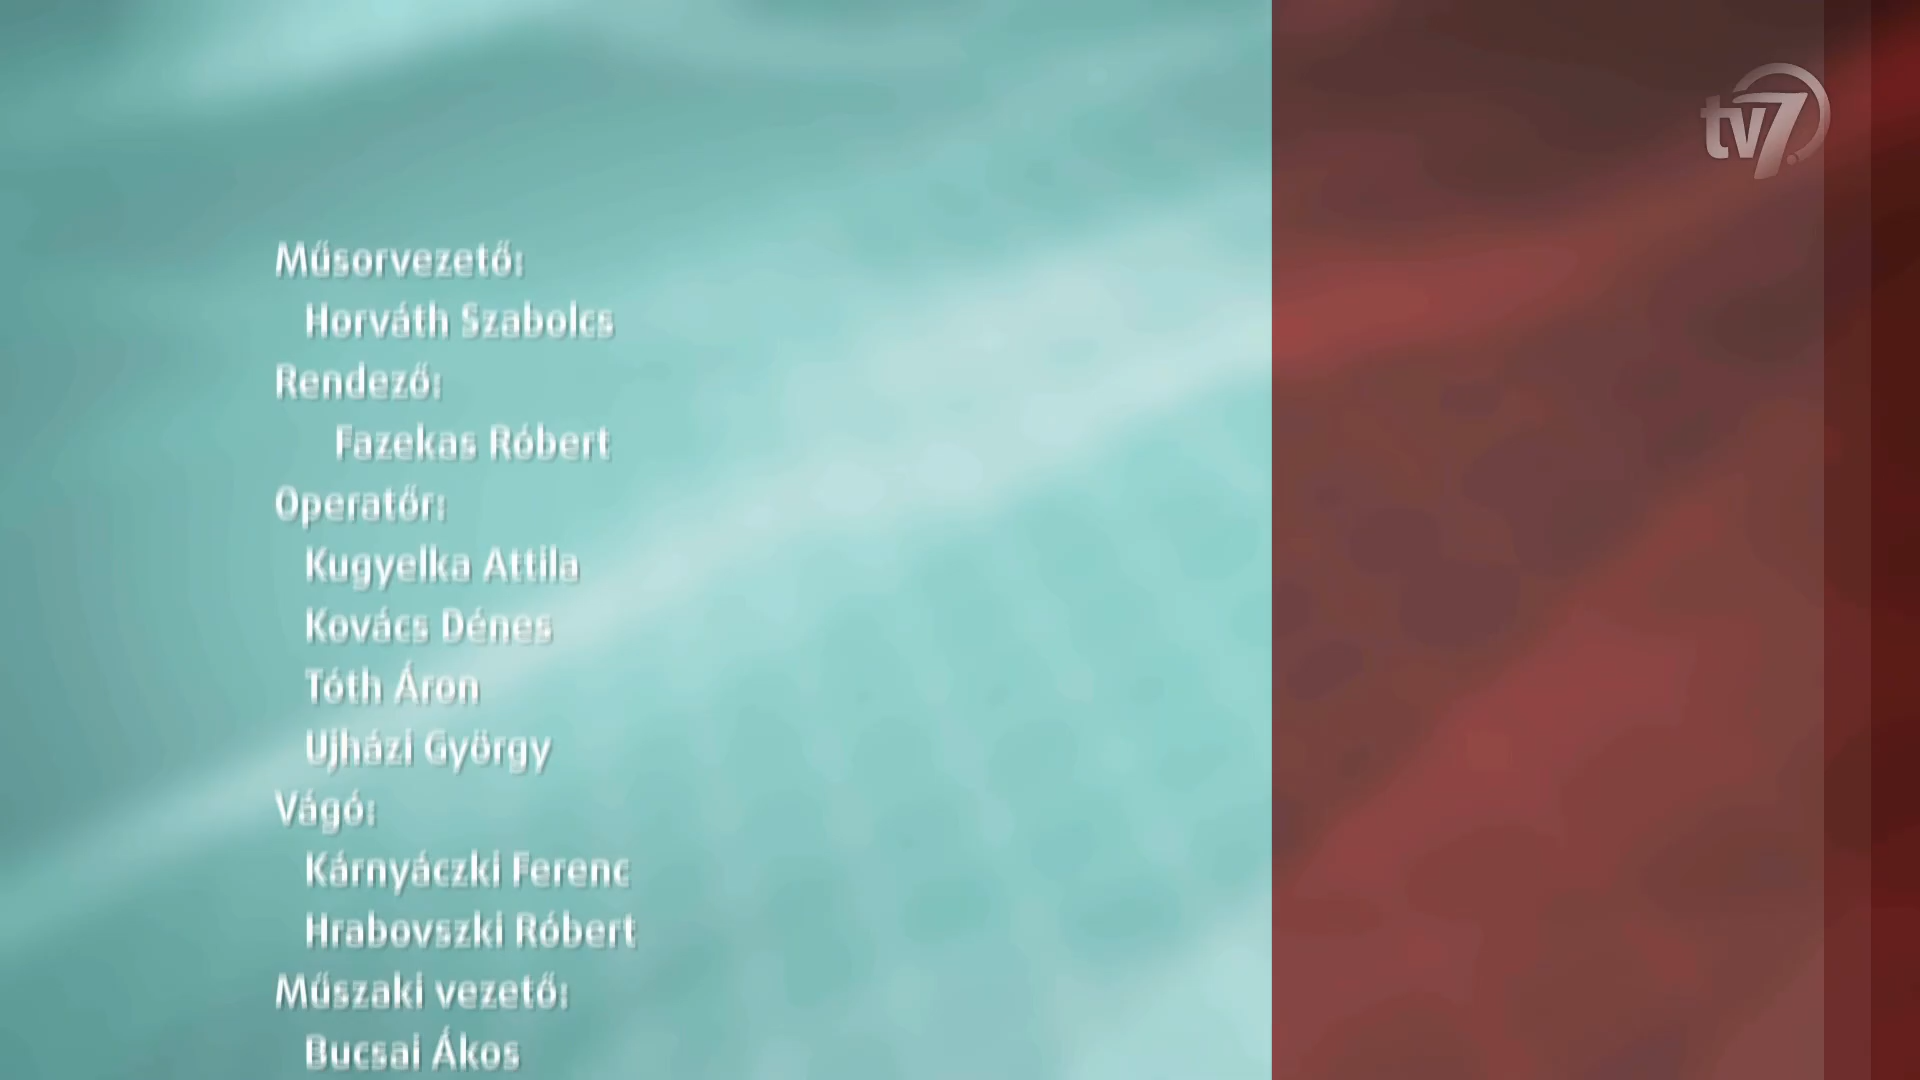 tv7
Műsorvezető:
Horváth Szabolcs
Rendező:
Fazekas Róbert
Operatőr:
Kugyelka Attila
Kovács Dénes
Tóth Áron
Ujházi György
Vágó:
Kárnyáczki Ferenc
Hrabovszki Róbert
Műszaki vezető:
Bucsai Ákos